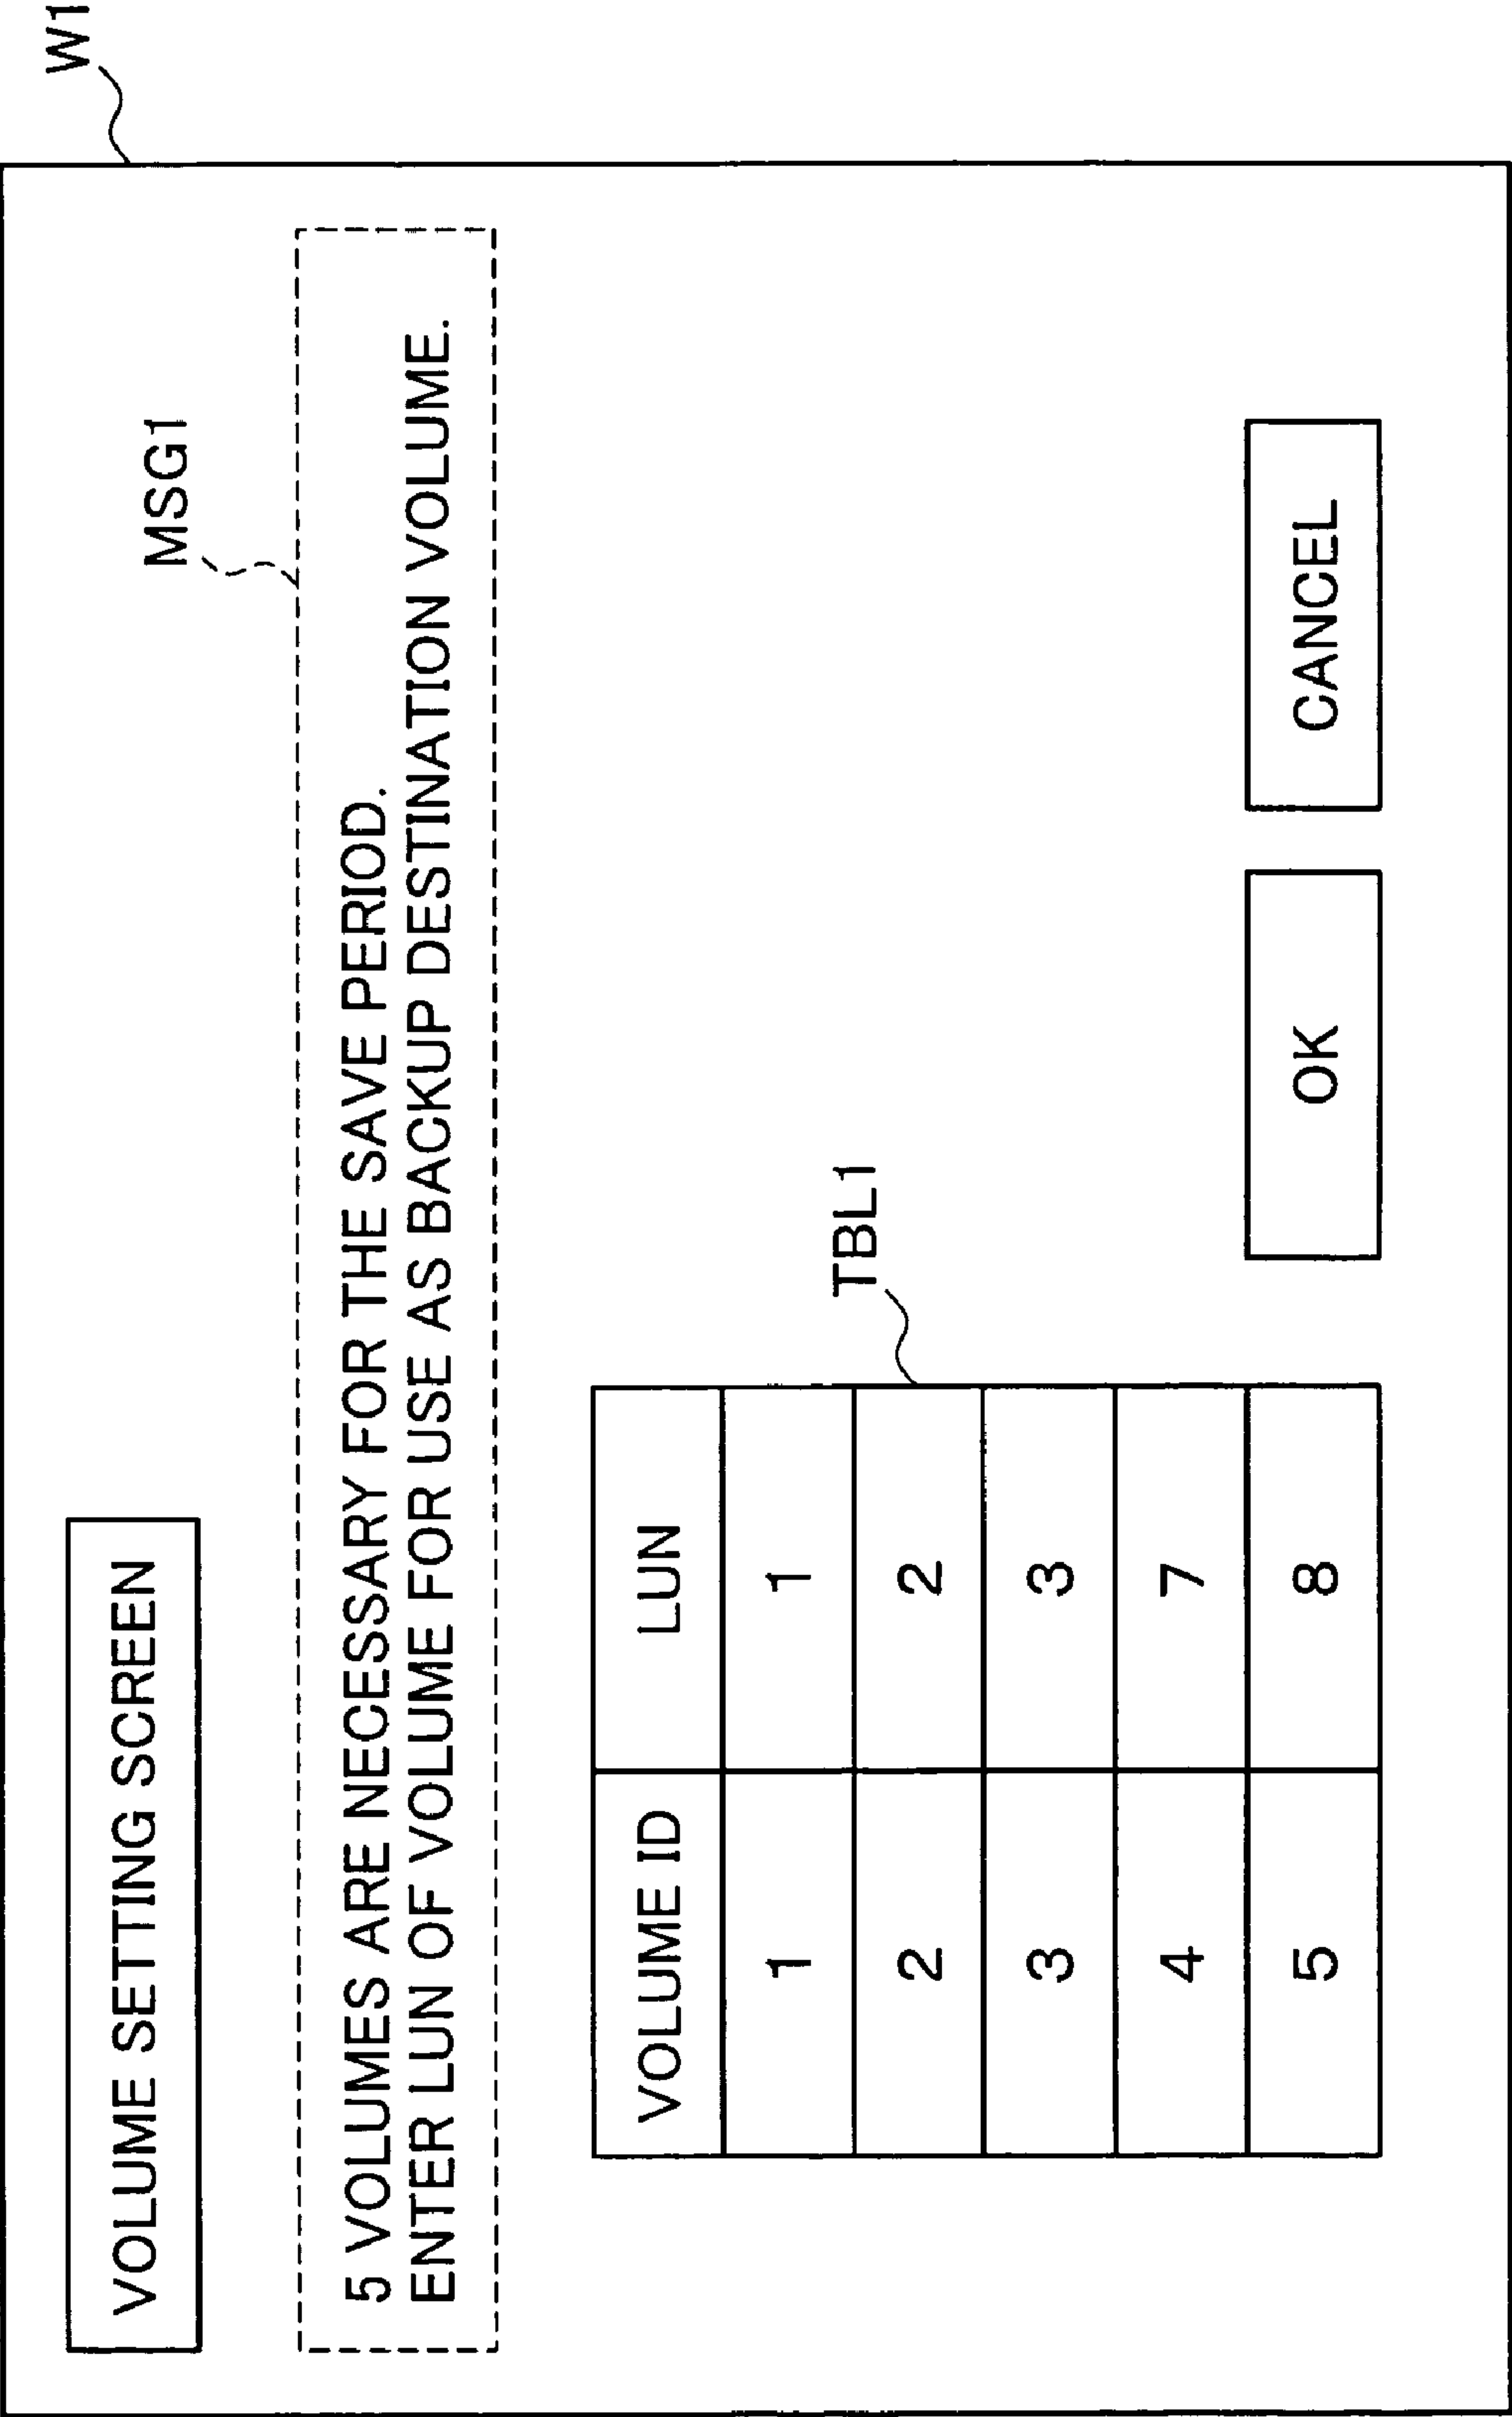 W1
VOLUME SETTING SCREEN
MSG1
5 VOLUMES ARE NECESSARY FOR THE SAVE PERIOD.
ENTER LUN OF VOLUME FOR USE AS BACKUP DESTINATION VOLUME.
TBL1
VOLUME ID LUN
1 1
2 2
3 3
4 7
5 8
OK CANCEL